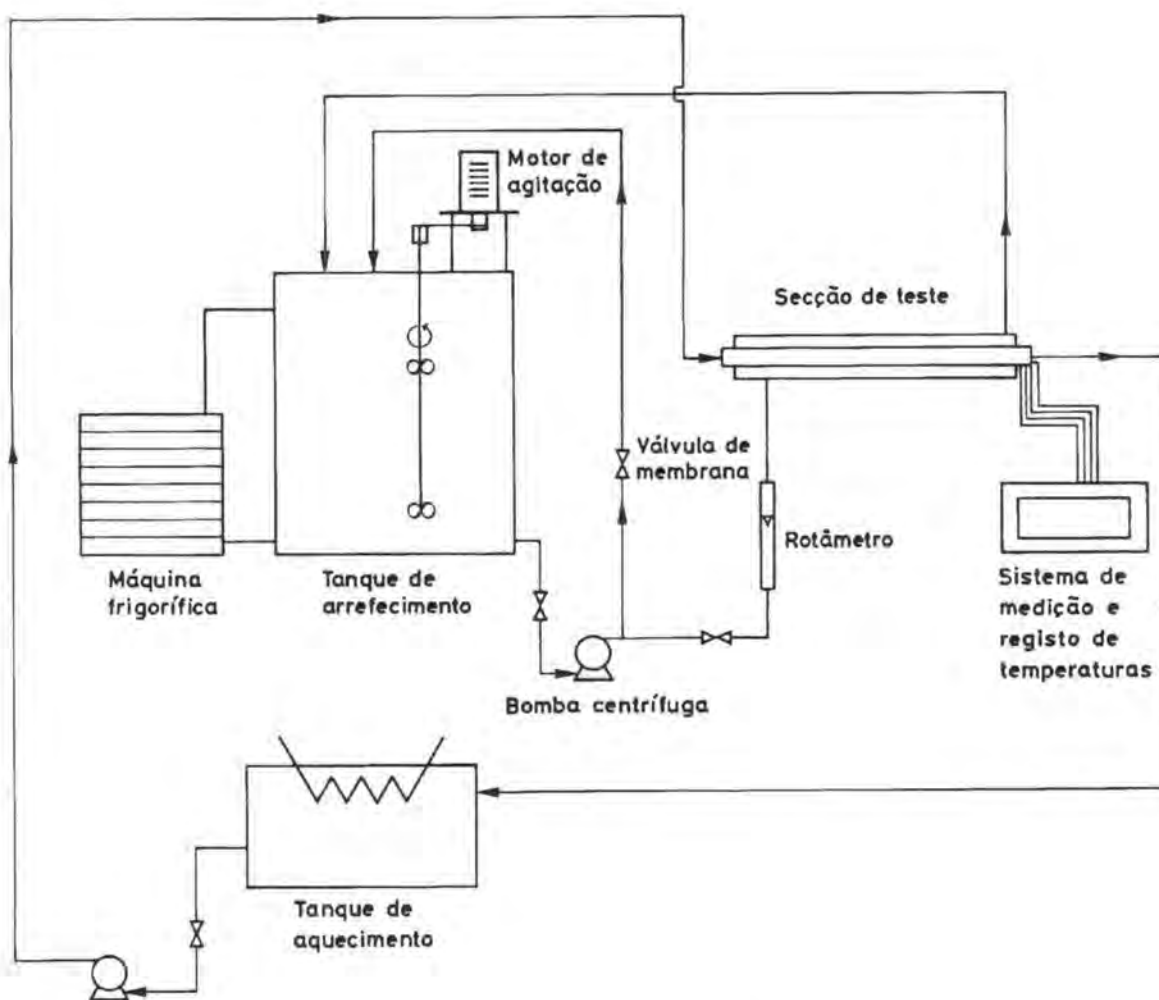 Motor de
agitação
Secção de teste
Válvula de
membrana
Rotâmetro
Máquina
frigorífica
Tanque de
arrefecimento
Sistema de
medição e
registo de
temperaturas
Bomba centrífuga
Tanque de
aquecimento